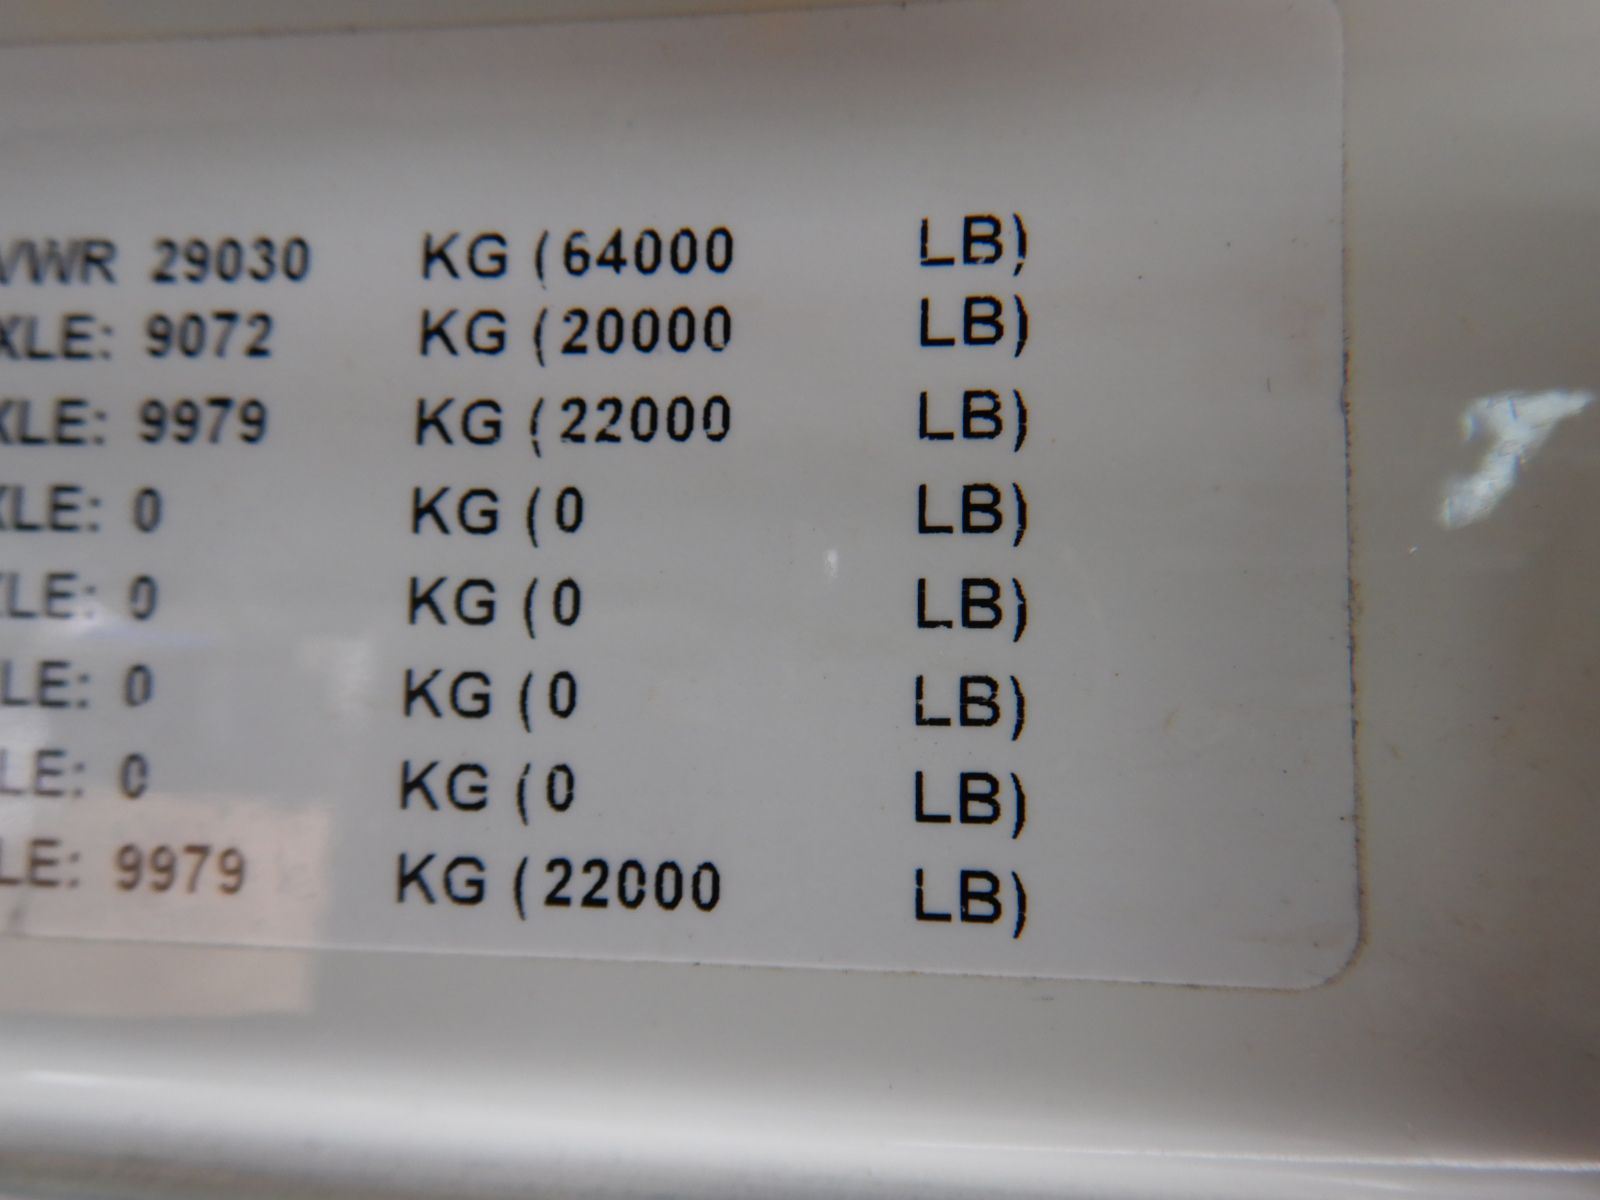 VWR 29030 KG (64000 LB)
XLE: 9072 KG (20000 LB)
XLE: 9979 KG (22000 LB)
XLE: 0 KG (0 LB)
XLE: 0 KG (0 LB)
LE: 0 KG (0 LB)
LE: 0 KG (0 LB)
LE: 9979 KG (22000 LB)